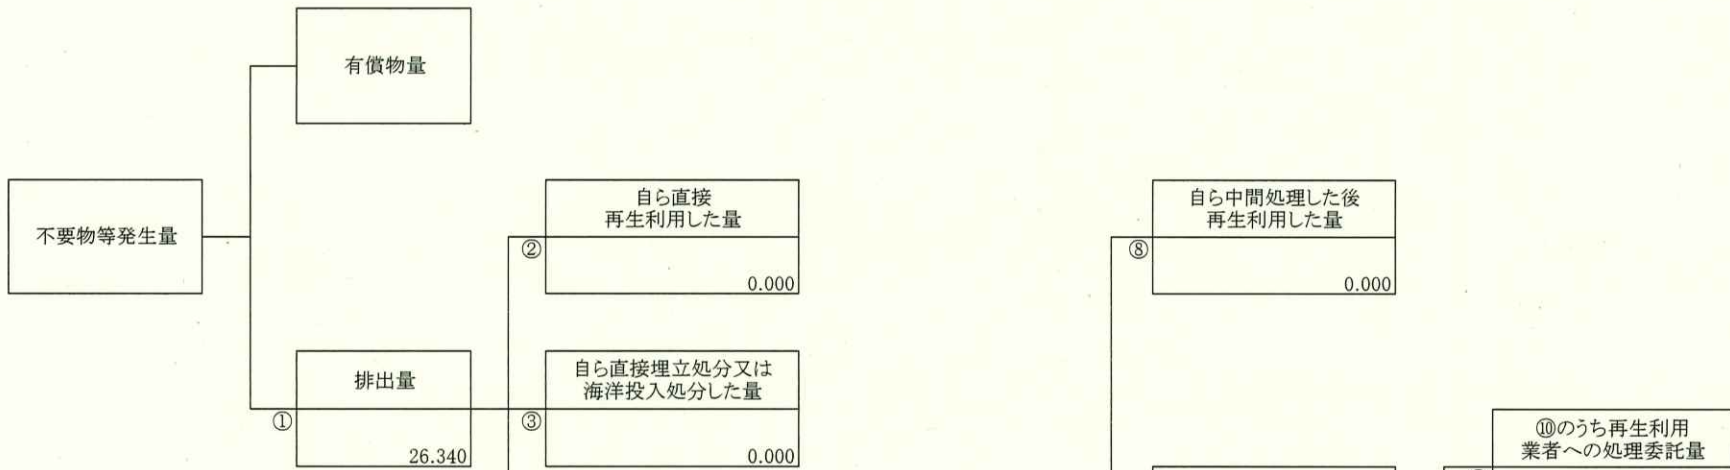 有償物量
不要物等発生量
自ら直接
再生利用した量
②
0.000
自ら中間処理した後
再生利用した量
⑧
0.000
排出量
①
26.340
自ら直接埋立処分又は
海洋投入処分した量
③
0.000
⑩のうち再生利用
業者への処理委託量